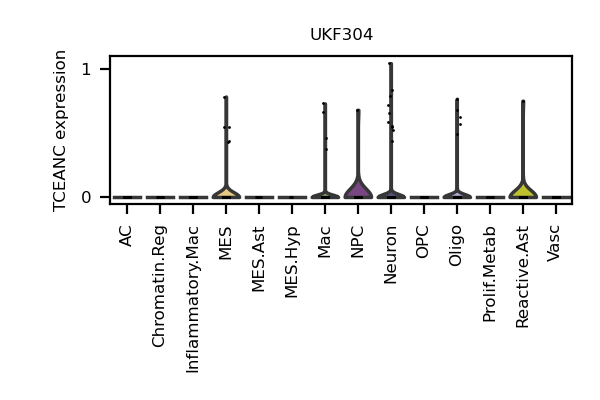 UKF304
TCEANC expression
1
0
AC
Chromatin.Reg
Inflammatory.Mac
MES
MES.Ast
MES.Hyp
Mac
NPC
Neuron
OPC
Oligo
Prolif.Metab
Reactive.Ast
Vasc